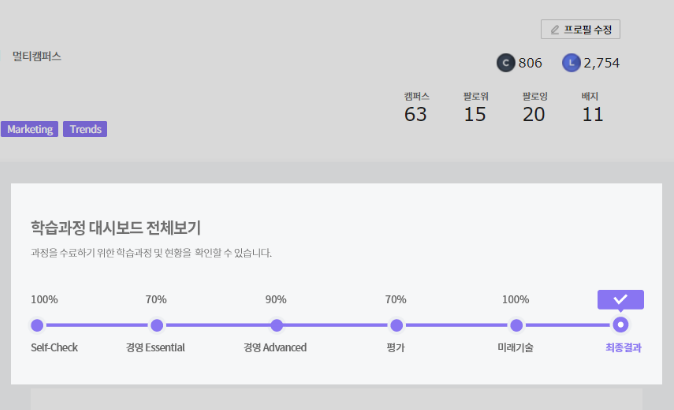 프로필 수정
멀티캠퍼스
C 806 L 2,754
캠퍼스 팔로워 팔로잉 배지
63 15 20 11
Marketing Trends
학습과정 대시보드 전체보기
과정을 수료하기 위한 학습과정 및 현황을 확인할 수 있습니다.
100% 70% 90% 70% 100%
Self-Check 경영 Essential 경영 Advanced 평가 미래기술 최종결과